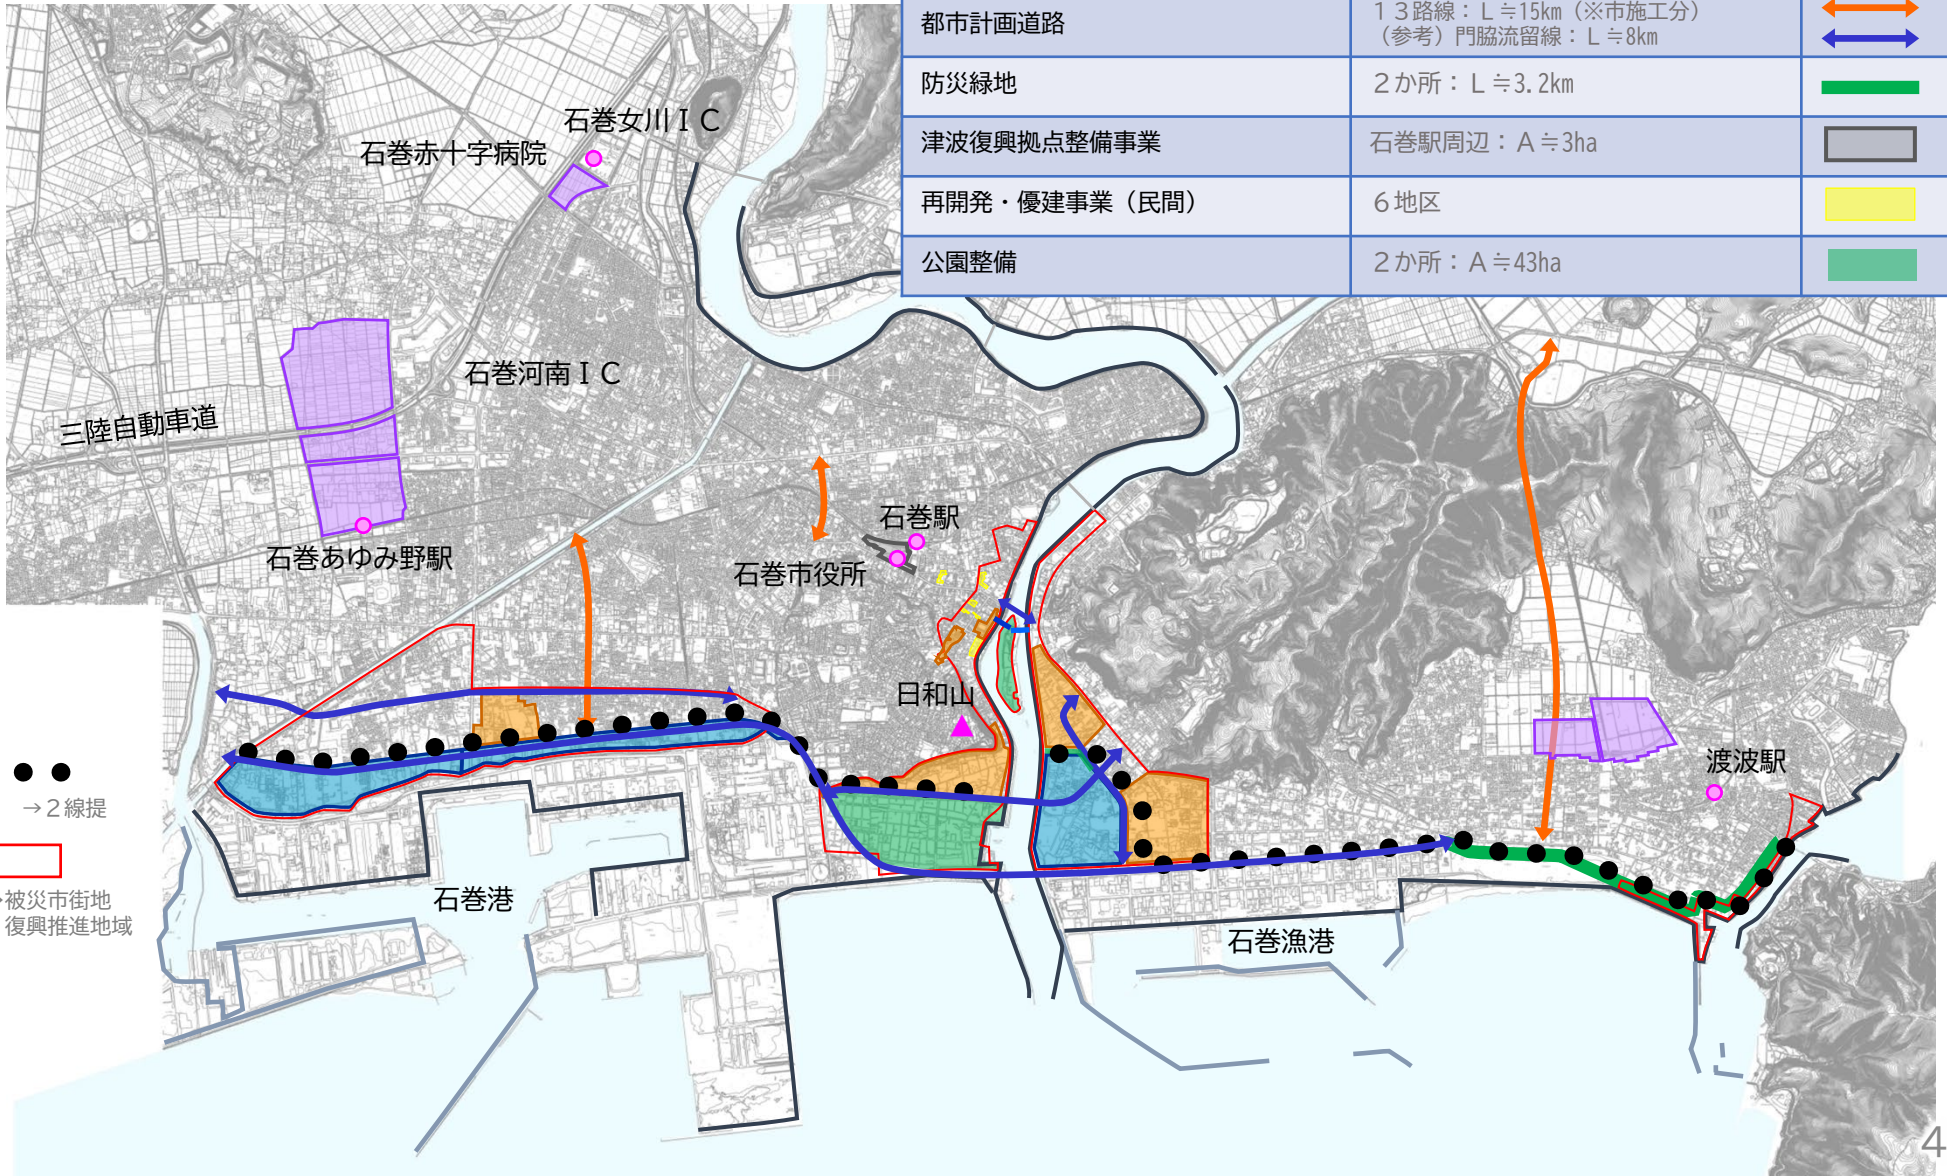 都市計画道路
13路線：L≒15km（※市施工分）
（参考）門脇流留線：L≒8km
防災緑地
2か所：L≒3.2km
津波復興拠点整備事業
石巻駅周辺：A≒3ha
再開発・優建事業（民間）
6地区
公園整備
2か所：A≒43ha
石巻女川ＩＣ
石巻赤十字病院
石巻河南ＩＣ
三陸自動車道
石巻駅
石巻あゆみ野駅
石巻市役所
日和山
渡波駅
→2線提
被災市街地
復興推進地域
石巻港
石巻漁港
4